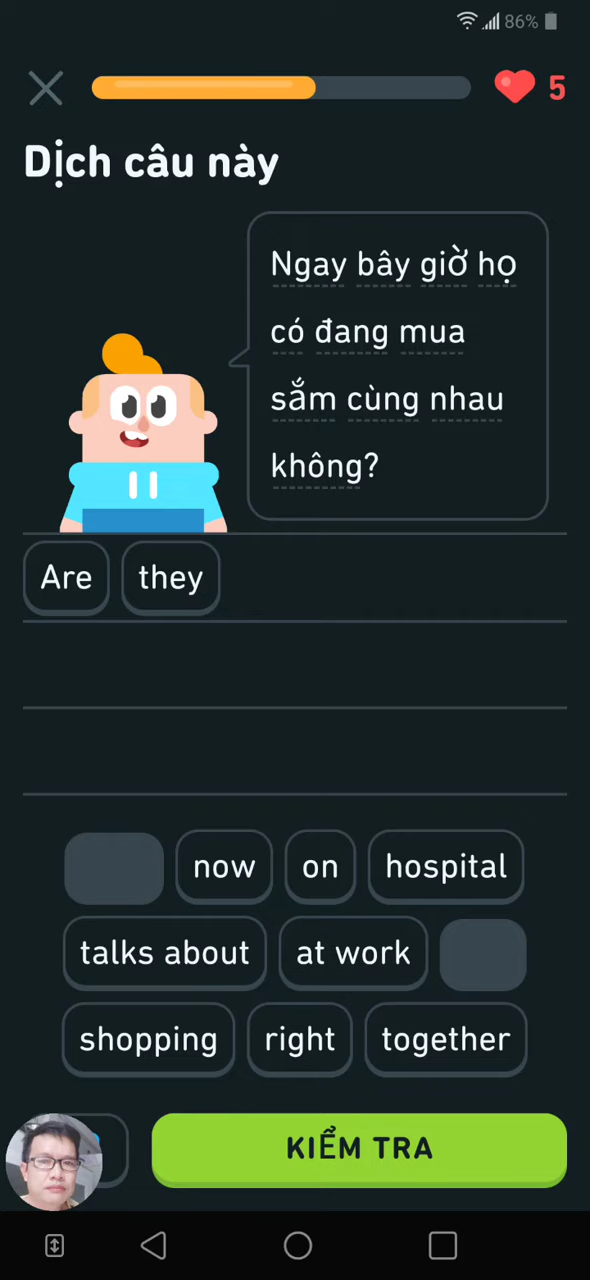 86%
5
Dịch câu này
Ngay bây giờ họ
có đang mua
sắm cùng nhau
không?
Are they
now on hospital
talks about at work
shopping right together
KIỂM TRA